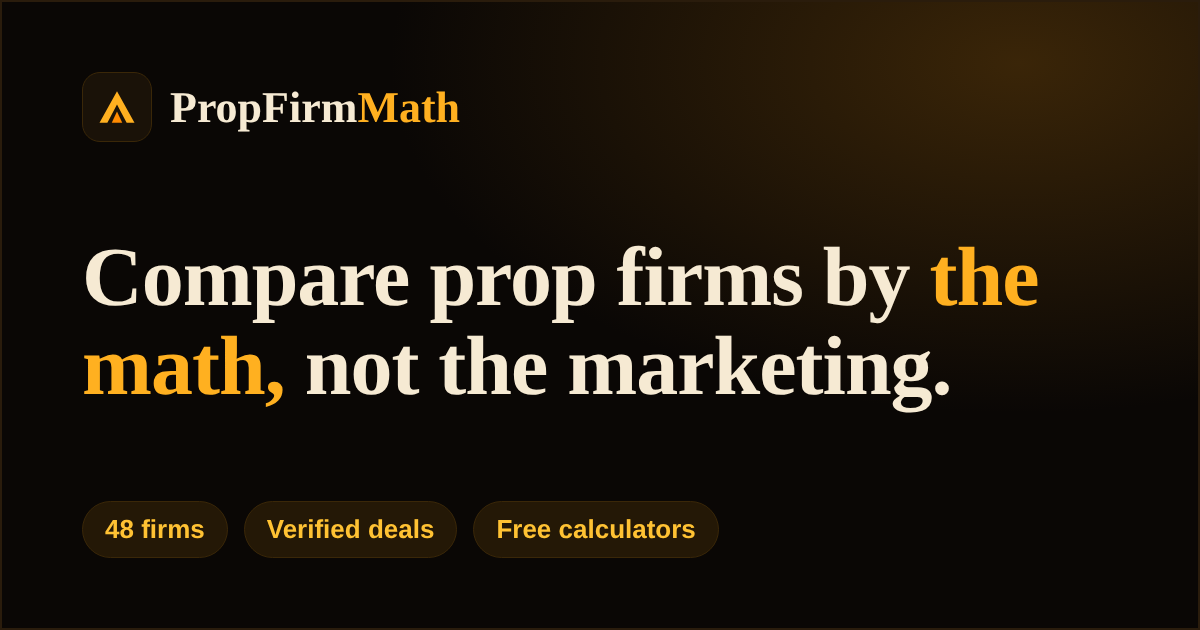 PropFirmMath
Compare prop firms by the
math, not the marketing.
48 firms
Verified deals
Free calculators